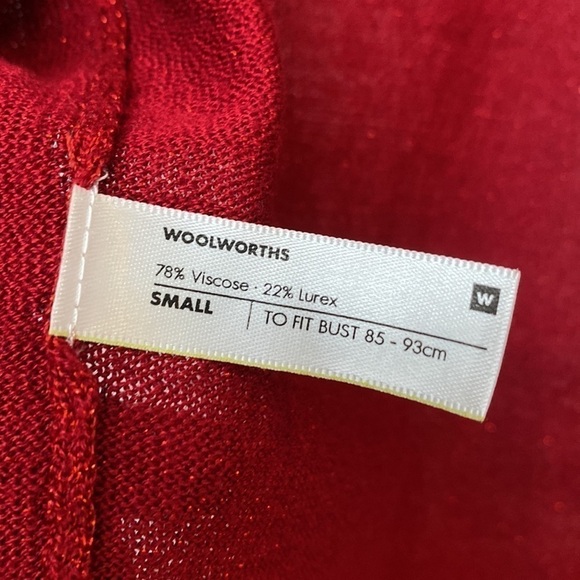 WOOLWORTHS
78% Viscose · 22% Lurex
W
SMALL
TO FIT BUST 85 - 93cm